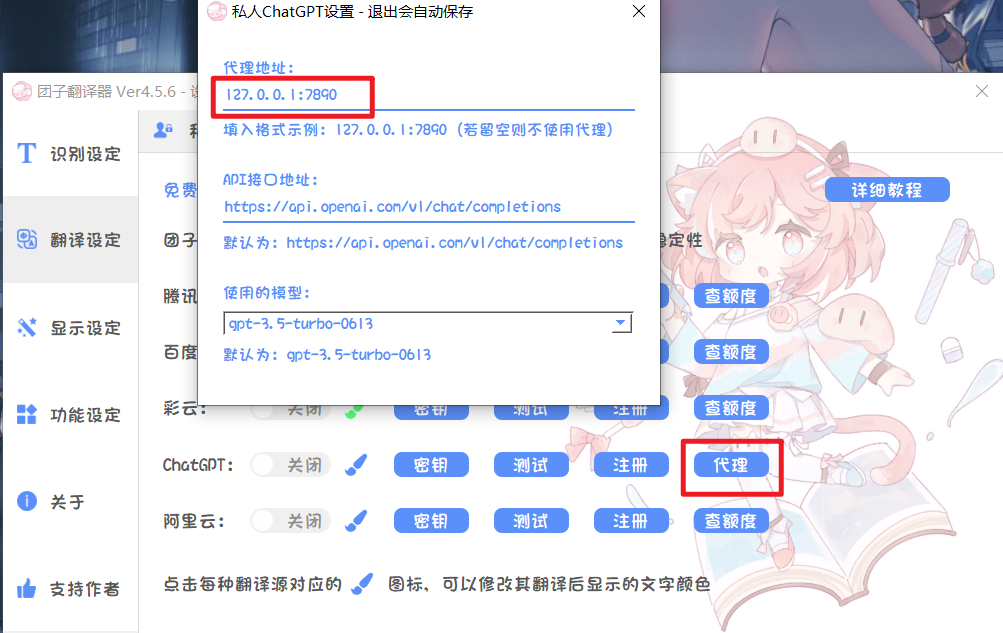 私人ChatGPT设置 - 退出会自动保存
代理地址:
127.0.0.1:7890
填入格式示例: 127.0.0.1:7890 (若留空则不使用代理)
API接口地址:
https://api.openai.com/v1/chat/completions
默认为: https://api.openai.com/v1/chat/completions
使用的模型:
gpt-3.5-turbo-0613
默认为: gpt-3.5-turbo-0613
团子翻译器 Ver4.5.6 -
识别设定
翻译设定
显示设定
功能设定
关于
支持作者
免费
详细教程
团子 稳定性
腾讯 查额度
百度 查额度
彩云: 关闭 密钥 测试 注册 查额度
ChatGPT: 关闭 密钥 测试 注册 代理
阿里云: 关闭 密钥 测试 注册 查额度
点击每种翻译源对应的 图标, 可以修改其翻译后显示的文字颜色